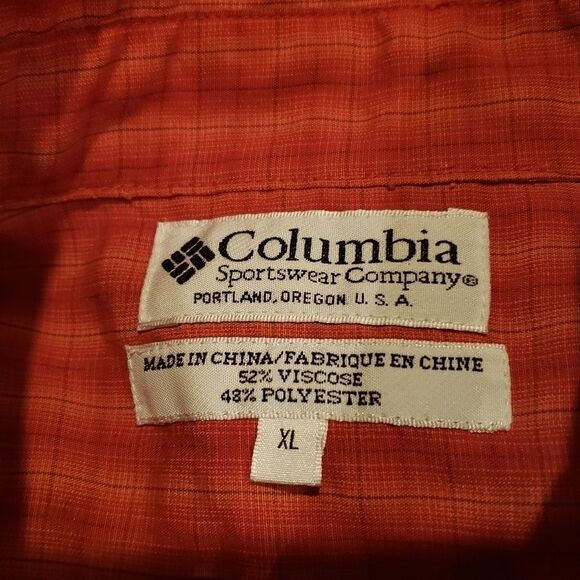 Columbia
Sportswear Company®
PORTLAND, OREGON U. S. A.
MADE IN CHINA/FABRIQUE EN CHINE
52% VISCOSE
48% POLYESTER
XL